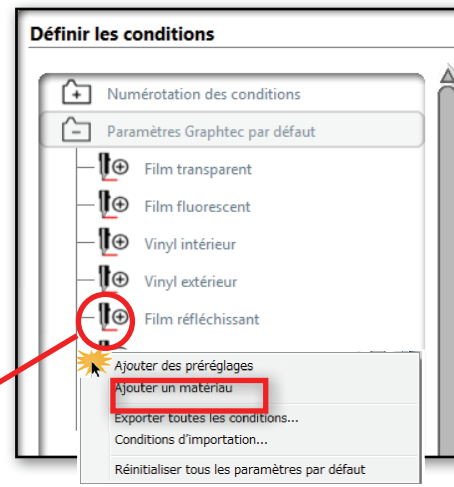 Définir les conditions
Numérotation des conditions
Paramètres Graphtec par défaut
Film transparent
Film fluorescent
Vinyl intérieur
Vinyl extérieur
Film réfléchissant
Ajouter des préréglages
Ajouter un matériau
Exporter toutes les conditions...
Conditions d'importation...
Réinitialiser tous les paramètres par défaut